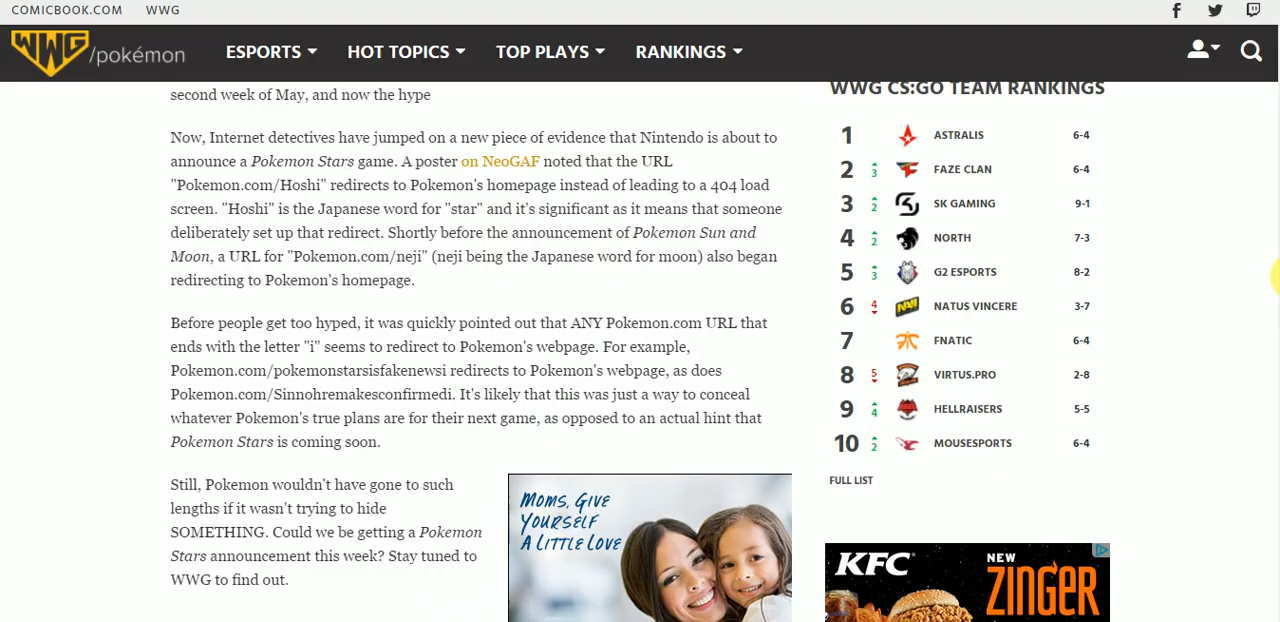 COMICBOOK.COM WWG
WWG/pokémon ESPORTS HOT TOPICS TOP PLAYS RANKINGS
second week of May, and now the hype
Now, Internet detectives have jumped on a new piece of evidence that Nintendo is about to
announce a Pokemon Stars game. A poster on NeoGAF noted that the URL
"Pokemon.com/Hoshi" redirects to Pokemon's homepage instead of leading to a 404 load
screen. "Hoshi" is the Japanese word for "star" and it's significant as it means that someone
deliberately set up that redirect. Shortly before the announcement of Pokemon Sun and
Moon, a URL for "Pokemon.com/neji" (neji being the Japanese word for moon) also began
redirecting to Pokemon's homepage.
Before people get too hyped, it was quickly pointed out that ANY Pokemon.com URL that
ends with the letter "i" seems to redirect to Pokemon's webpage. For example,
Pokemon.com/pokemonstarsisfakenewsi redirects to Pokemon's webpage, as does
Pokemon.com/Sinnohremakesconfirmedi. It's likely that this was just a way to conceal
whatever Pokemon's true plans are for their next game, as opposed to an actual hint that
Pokemon Stars is coming soon.
Still, Pokemon wouldn't have gone to such
lengths if it wasn't trying to hide
SOMETHING. Could we be getting a Pokemon
Stars announcement this week? Stay tuned to
WWG to find out.
MOMS, GIVE
YOURSELF
A LITTLE LOVE
WWG CS:GO TEAM RANKINGS
1 ASTRALIS 6-4
2 3 FAZE CLAN 6-4
3 2 SK GAMING 9-1
4 2 NORTH 7-3
5 3 G2 ESPORTS 8-2
6 4 NATUS VINCERE 3-7
7 FNATIC 6-4
8 5 VIRTUS.PRO 2-8
9 4 HELLRAISERS 5-5
10 2 MOUSESPORTS 6-4
FULL LIST
KFC NEW
ZINGER